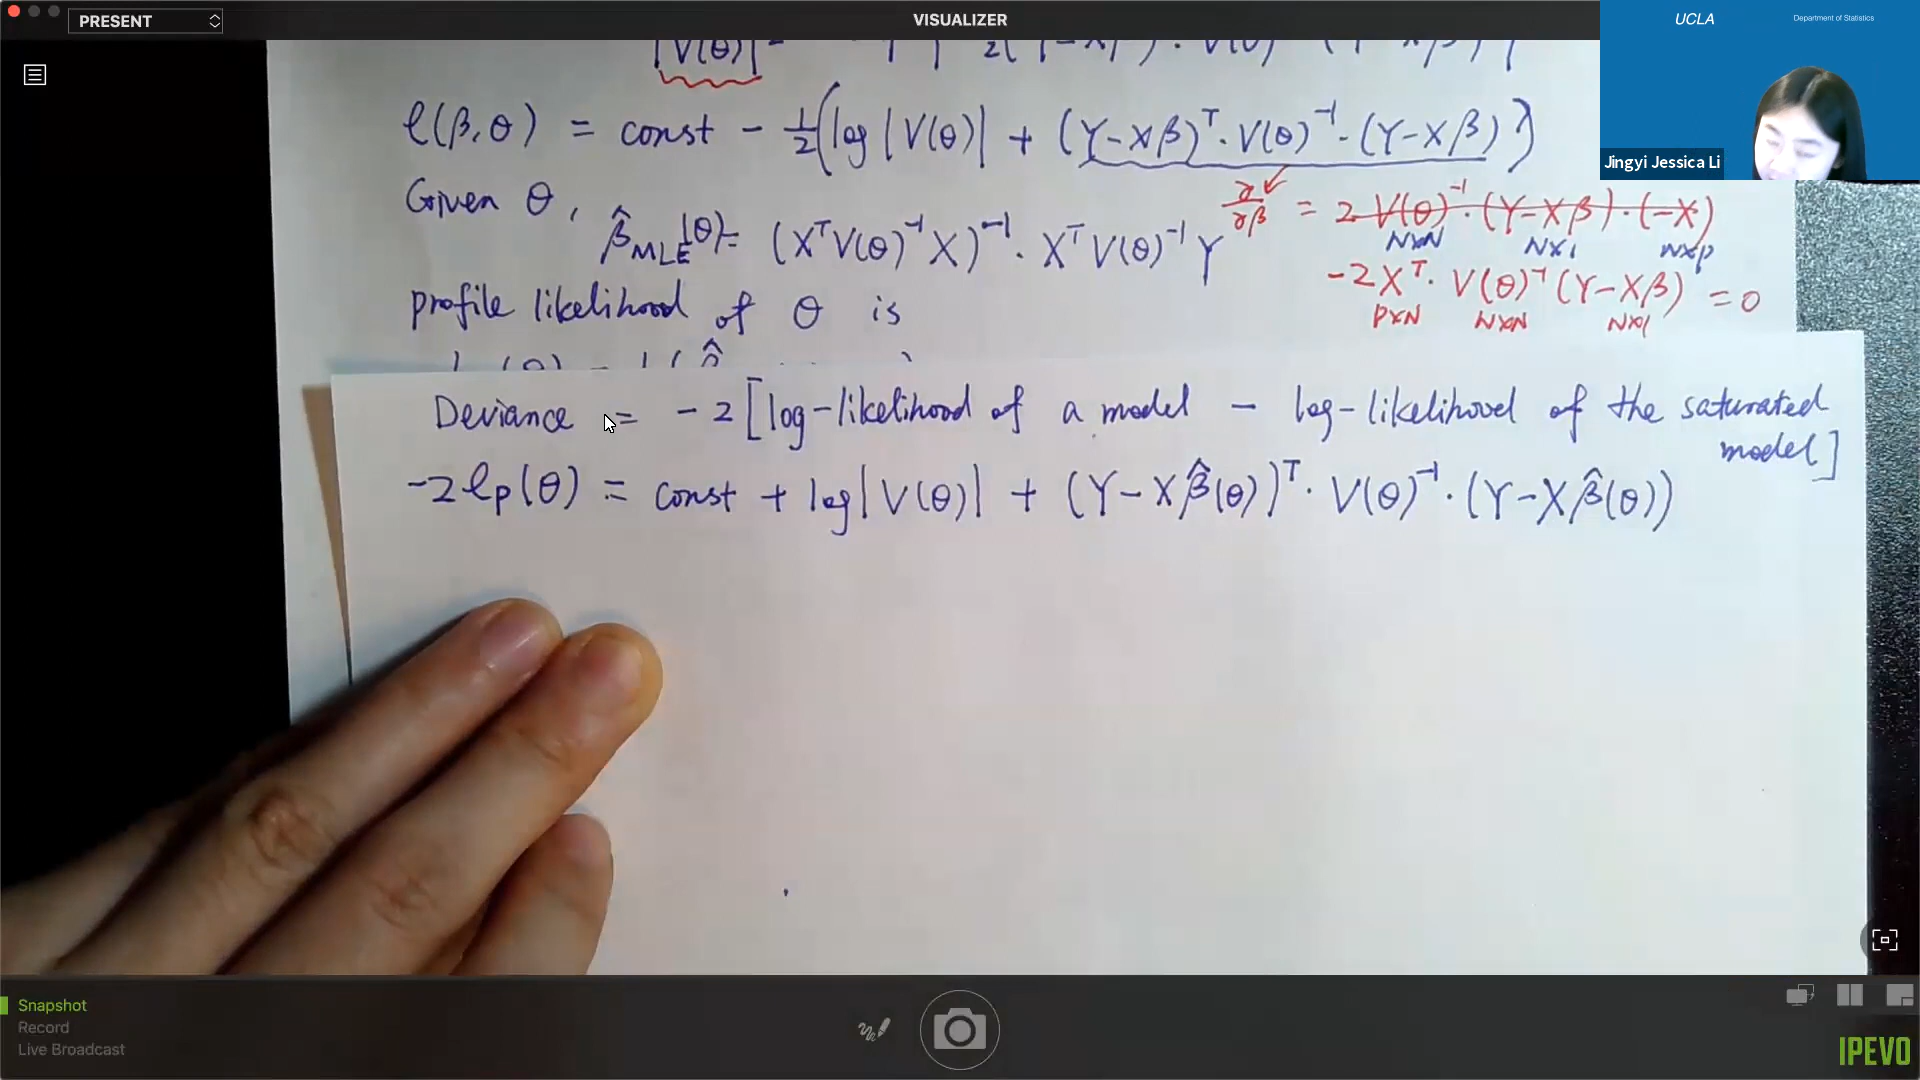 PRESENT
VISUALIZER
UCLA
Department of Statistics
Jingyi Jessica Li
|V(θ)|
ℓ(β,θ) = const - 1/2(log|V(θ)| + (Y-Xβ)ᵀ·V(θ)⁻¹·(Y-Xβ))
Given θ, β̂_MLE(θ) = (XᵀV(θ)⁻¹X)⁻¹·XᵀV(θ)⁻¹Y
∂/∂β = 2 V(θ)⁻¹·(Y-Xβ)·(-X)
N×N N×1 N×p
-2Xᵀ·V(θ)⁻¹(Y-Xβ) = 0
p×N N×N N×1
profile likelihood of θ is
Deviance = -2[log-likelihood of a model - log-likelihood of the saturated
model]
-2ℓ_p(θ) = const + log|V(θ)| + (Y-Xβ̂(θ))ᵀ·V(θ)⁻¹·(Y-Xβ̂(θ))
Snapshot
Record
Live Broadcast
IPEVO